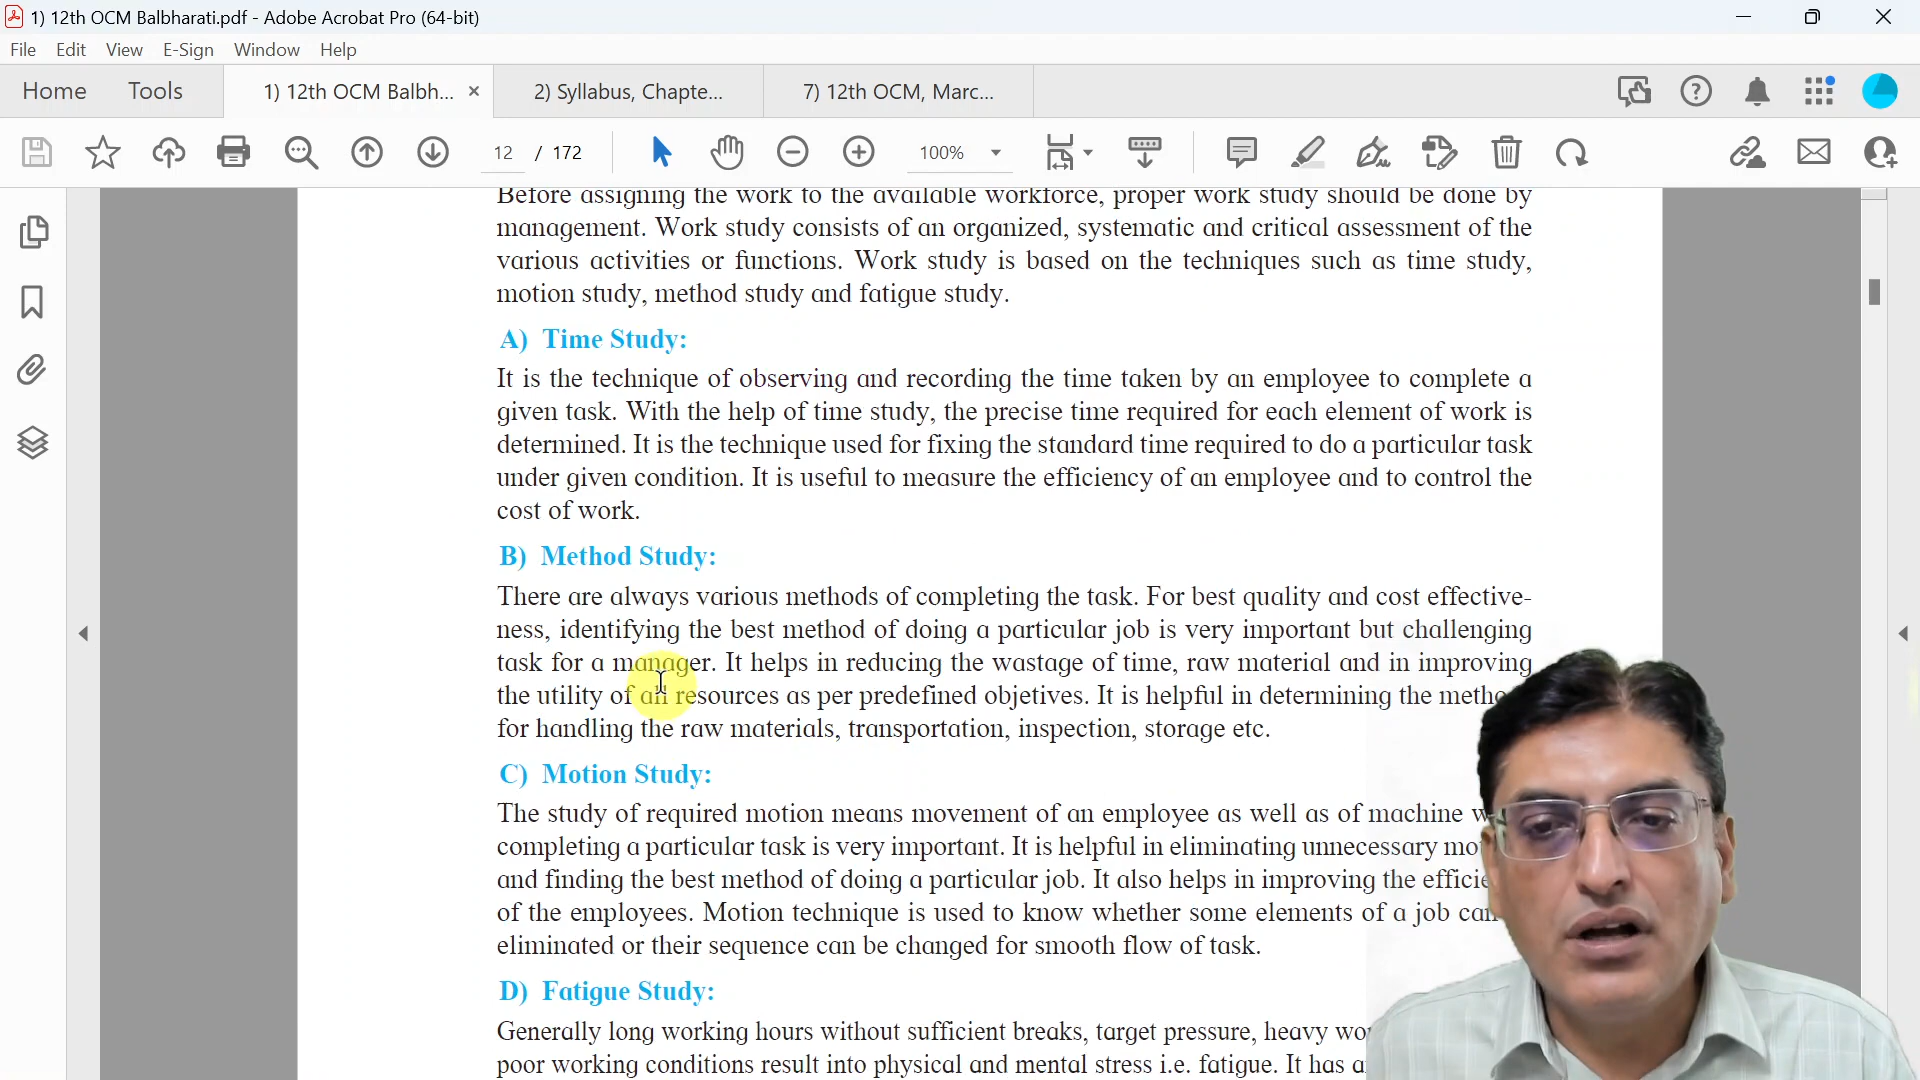 1) 12th OCM Balbharati.pdf - Adobe Acrobat Pro (64-bit)
File Edit View E-Sign Window Help
Home Tools 1) 12th OCM Balbh... 2) Syllabus, Chapte... 7) 12th OCM, Marc...
12 / 172 100%
Before assigning the work to the available workforce, proper work study should be done by
management. Work study consists of an organized, systematic and critical assessment of the
various activities or functions. Work study is based on the techniques such as time study,
motion study, method study and fatigue study.
A) Time Study:
It is the technique of observing and recording the time taken by an employee to complete a
given task. With the help of time study, the precise time required for each element of work is
determined. It is the technique used for fixing the standard time required to do a particular task
under given condition. It is useful to measure the efficiency of an employee and to control the
cost of work.
B) Method Study:
There are always various methods of completing the task. For best quality and cost effective-
ness, identifying the best method of doing a particular job is very important but challenging
task for a manager. It helps in reducing the wastage of time, raw material and in improving
the utility of all resources as per predefined objetives. It is helpful in determining the
for handling the raw materials, transportation, inspection, storage etc.
C) Motion Study:
The study of required motion means movement of an employee as well as of machine
completing a particular task is very important. It is helpful in eliminating unnecessary
and finding the best method of doing a particular job. It also helps in improving the
of the employees. Motion technique is used to know whether some elements of a job
eliminated or their sequence can be changed for smooth flow of task.
D) Fatigue Study:
Generally long working hours without sufficient breaks, target pressure, heavy
poor working conditions result into physical and mental stress i.e. fatigue. It has